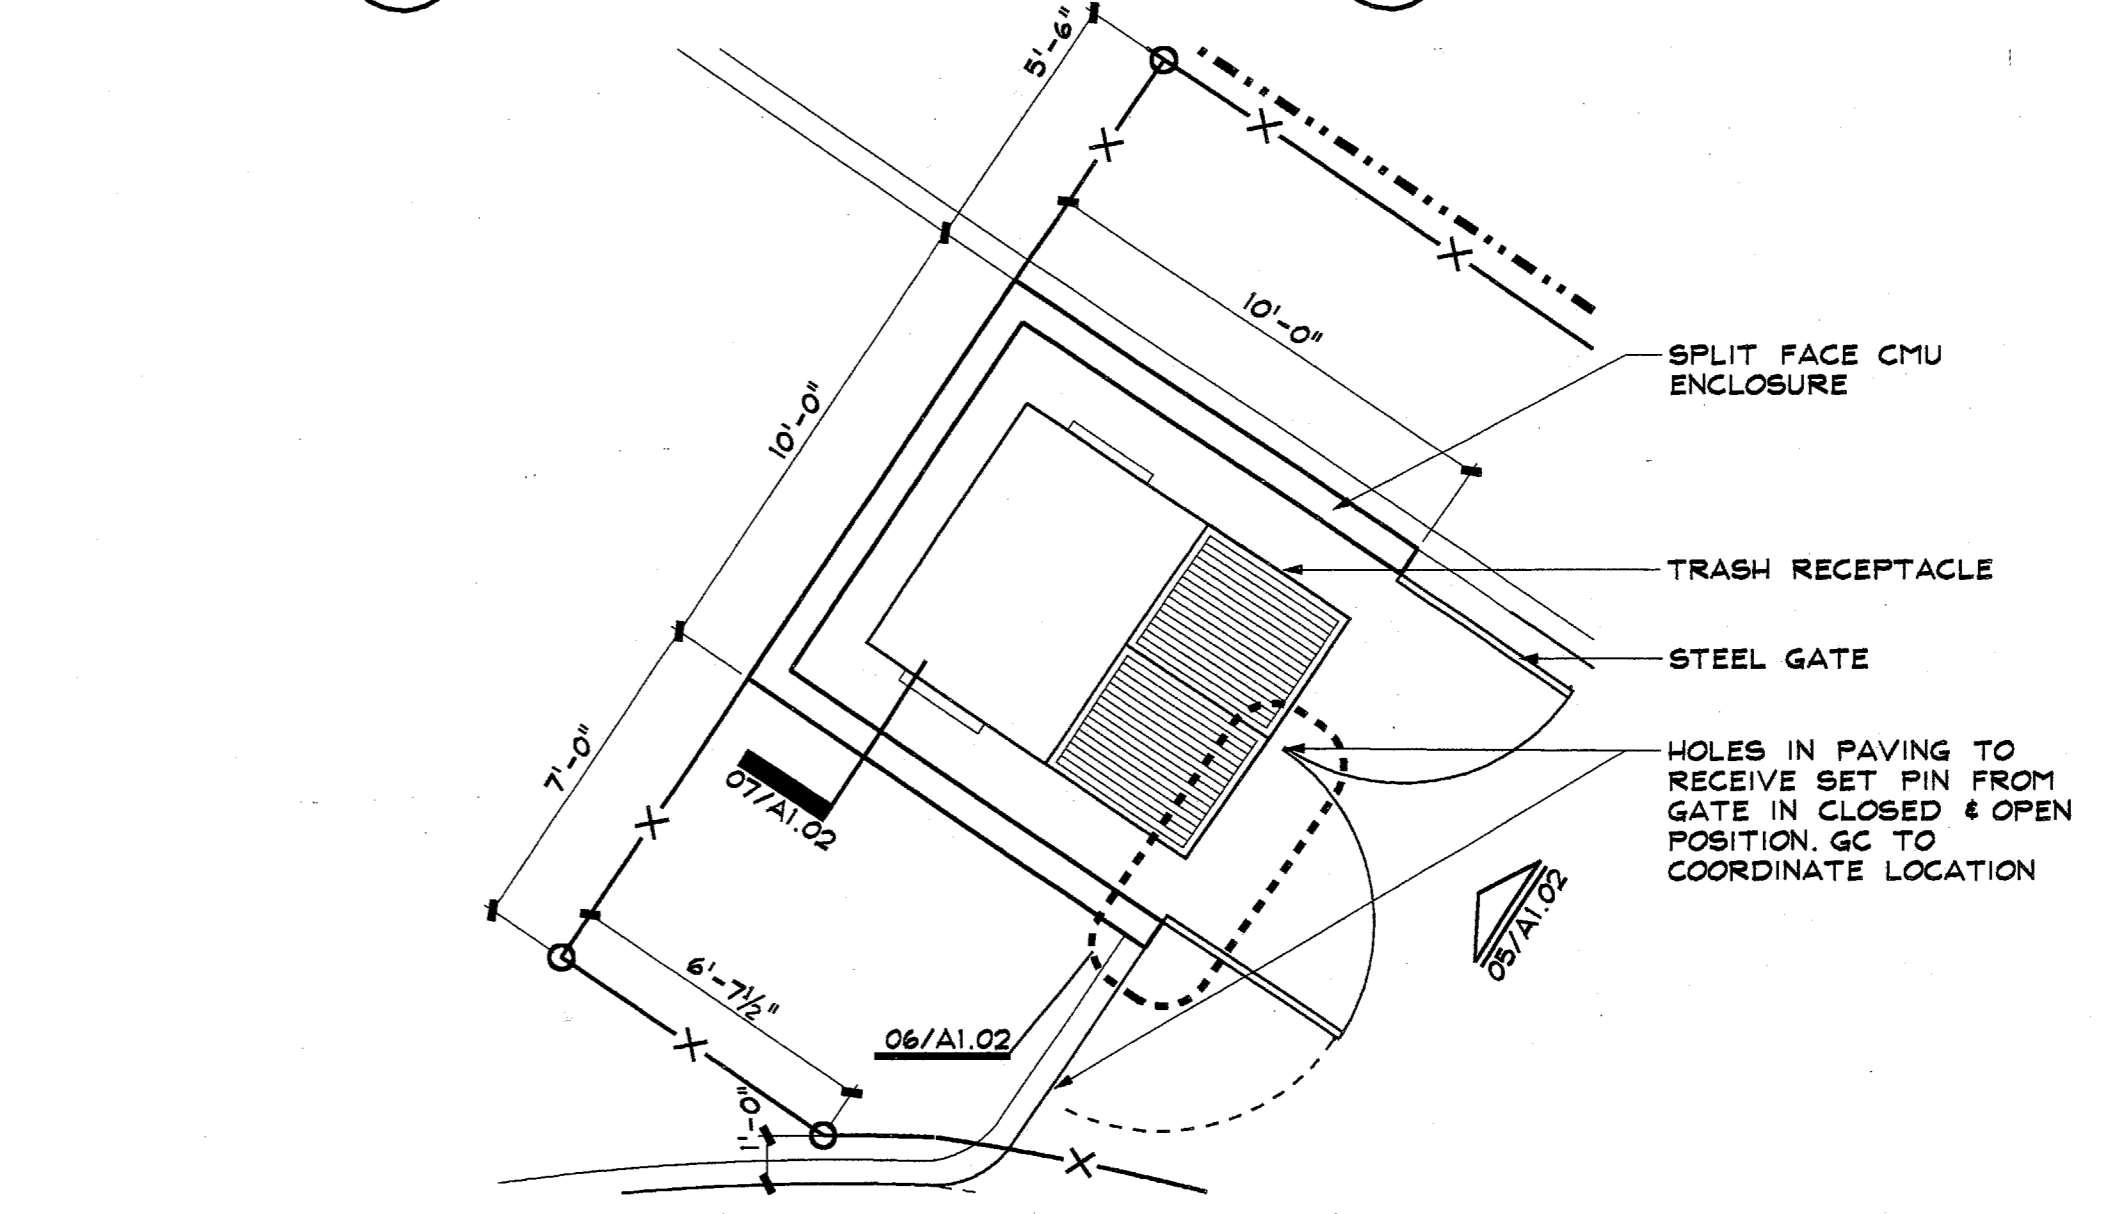 5'-6"
10'-0"
10'-0"
7'-0"
6'-7½"
1'-0"
SPLIT FACE CMU
ENCLOSURE
TRASH RECEPTACLE
STEEL GATE
HOLES IN PAVING TO
RECEIVE SET PIN FROM
GATE IN CLOSED & OPEN
POSITION. GC TO
COORDINATE LOCATION
07/A1.02
06/A1.02
05/A1.02